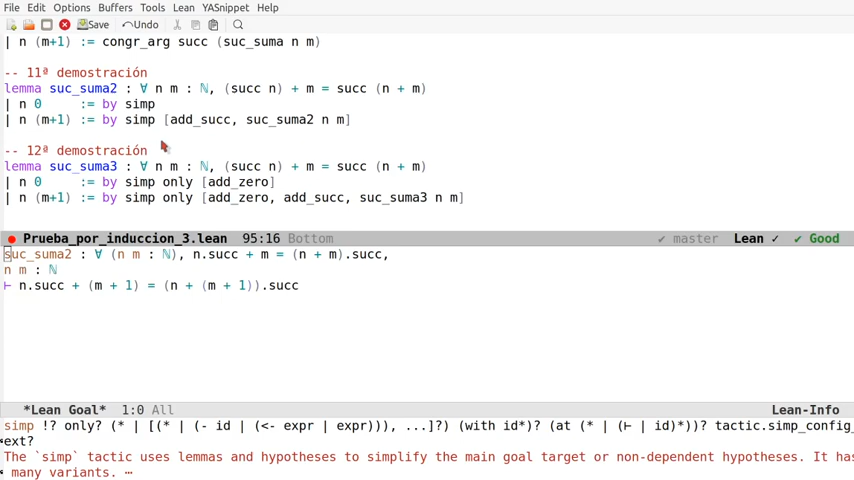 File Edit Options Buffers Tools Lean YASnippet Help
Save Undo
| n (m+1) := congr_arg succ (suc_suma n m)
-- 11ª demostración
lemma suc_suma2 : ∀ n m : ℕ, (succ n) + m = succ (n + m)
| n 0     := by simp
| n (m+1) := by simp [add_succ, suc_suma2 n m]
-- 12ª demostración
lemma suc_suma3 : ∀ n m : ℕ, (succ n) + m = succ (n + m)
| n 0     := by simp only [add_zero]
| n (m+1) := by simp only [add_zero, add_succ, suc_suma3 n m]
Prueba_por_induccion_3.lean 95:16 Bottom ✓ master Lean ✓ ✓ Good
suc_suma2 : ∀ (n m : ℕ), n.succ + m = (n + m).succ,
n m : ℕ
⊢ n.succ + (m + 1) = (n + (m + 1)).succ
*Lean Goal* 1:0 All Lean-Info
simp !? only? (* | [(* | (- id | (<- expr | expr))), ...]?) (with id*)? (at (* | (⊢ | id)*))? tactic.simp_config_
ext?
The `simp` tactic uses lemmas and hypotheses to simplify the main goal target or non-dependent hypotheses. It has
many variants. ⋯